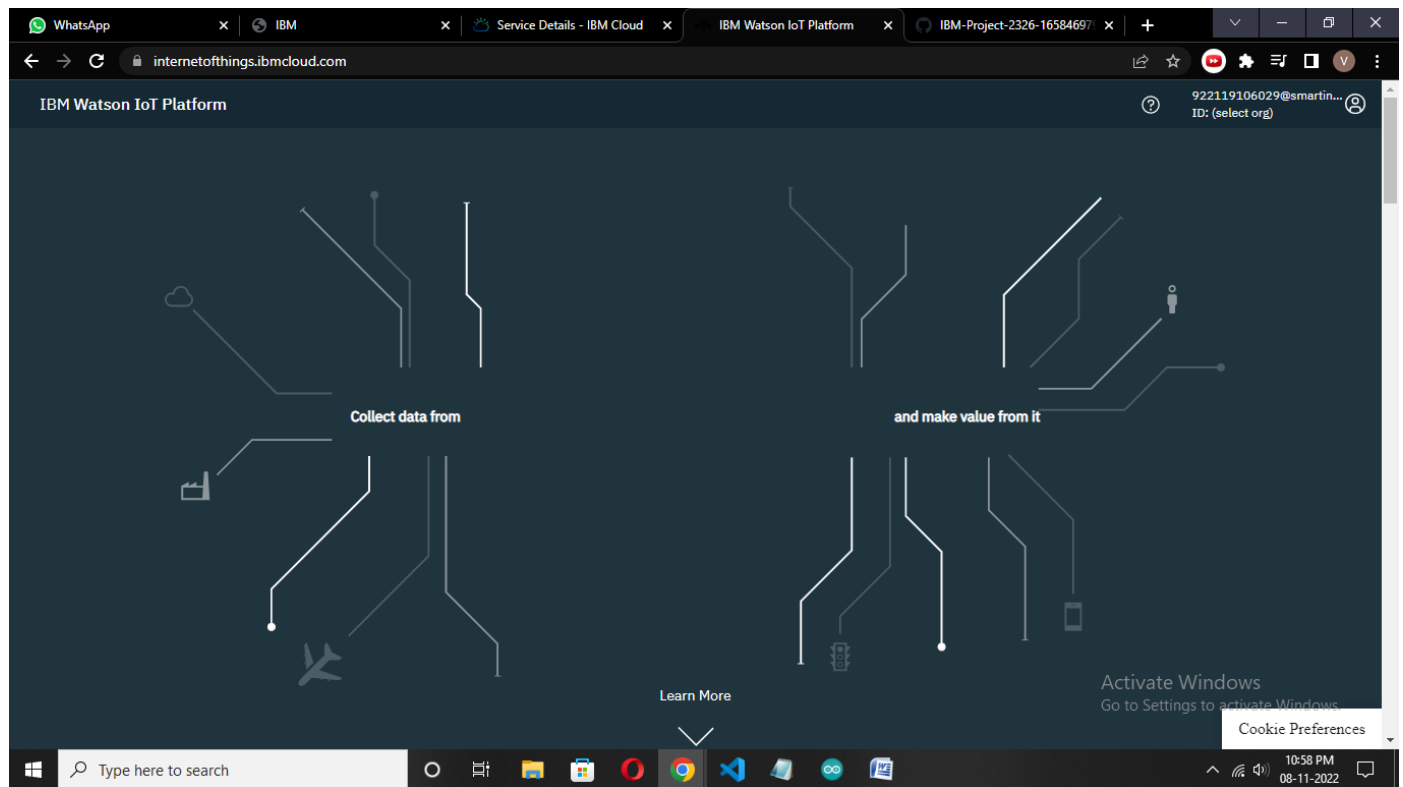 WhatsApp
IBM
Service Details - IBM Cloud
IBM Watson IoT Platform
IBM-Project-2326-1658469
internetofthings.ibmcloud.com
V
IBM Watson IoT Platform
922119106029@smartin...
ID: (select org)
Collect data from
and make value from it
Learn More
Activate Windows
Go to Settings to activate Windows.
Cookie Preferences
Type here to search
10:58 PM
08-11-2022